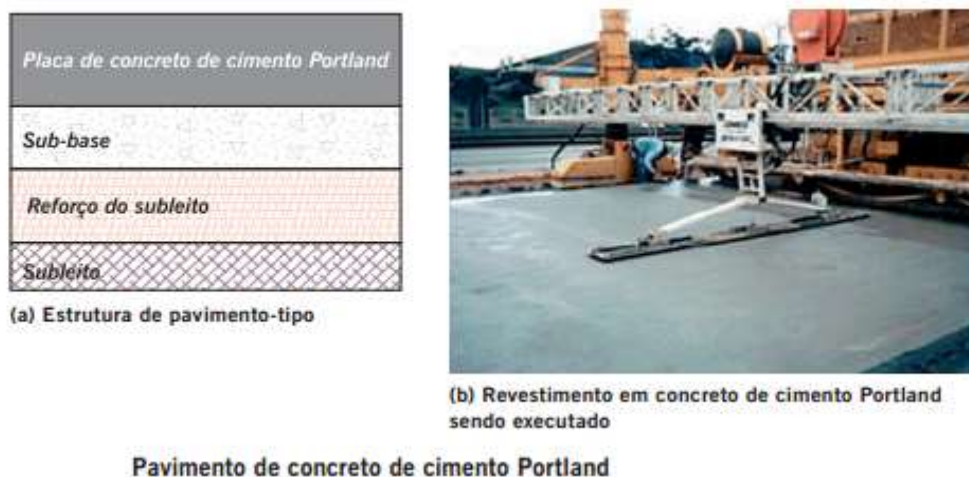 Placa de concreto de cimento Portland
Sub-base
Reforço do subleito
Subleito
(a) Estrutura de pavimento-tipo
(b) Revestimento em concreto de cimento Portland
sendo executado
Pavimento de concreto de cimento Portland